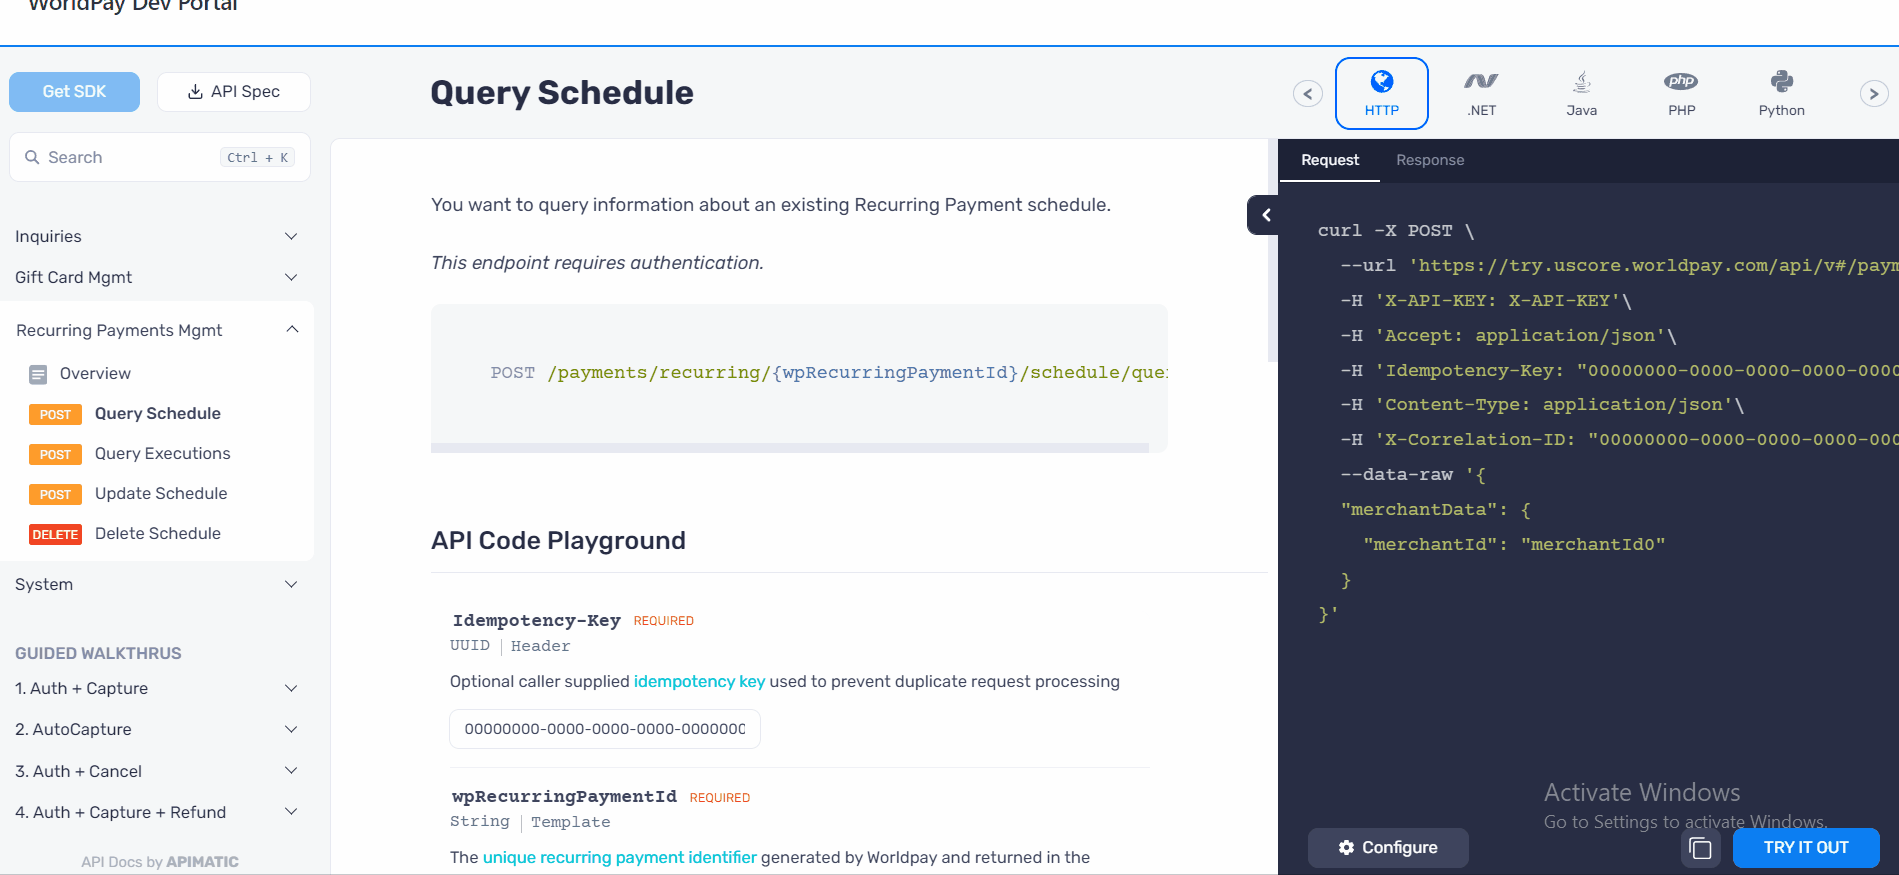 WorldPay Dev Portal
Get SDK
API Spec
Search
Ctrl + K
Inquiries
Gift Card Mgmt
Recurring Payments Mgmt
Overview
POST Query Schedule
POST Query Executions
POST Update Schedule
DELETE Delete Schedule
System
GUIDED WALKTHRUS
1. Auth + Capture
2. AutoCapture
3. Auth + Cancel
4. Auth + Capture + Refund
API Docs by APIMATIC
Query Schedule
You want to query information about an existing Recurring Payment schedule.
This endpoint requires authentication.
POST /payments/recurring/{wpRecurringPaymentId}/schedule/que
API Code Playground
Idempotency-Key REQUIRED
UUID | Header
Optional caller supplied idempotency key used to prevent duplicate request processing
00000000-0000-0000-0000-0000000
wpRecurringPaymentId REQUIRED
String | Template
The unique recurring payment identifier generated by Worldpay and returned in the
HTTP
.NET
Java
php
PHP
Python
Request
Response
curl -X POST \
--url 'https://try.uscore.worldpay.com/api/v#/paym
-H 'X-API-KEY: X-API-KEY'\
-H 'Accept: application/json'\
-H 'Idempotency-Key: "00000000-0000-0000-0000-0000
-H 'Content-Type: application/json'\
-H 'X-Correlation-ID: "00000000-0000-0000-0000-000
--data-raw '{
"merchantData": {
"merchantId": "merchantId0"
}
}'
Activate Windows
Go to Settings to activate Windows.
Configure
TRY IT OUT